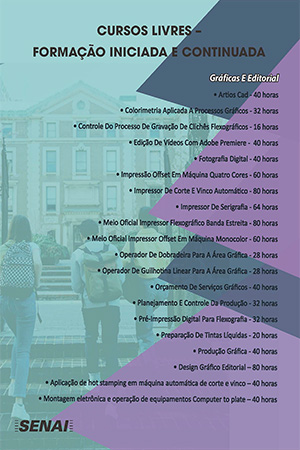 CURSOS LIVRES –
FORMAÇÃO INICIADA E CONTINUADA
Gráficas E Editorial
• Artios Cad - 40 horas
• Colorimetria Aplicada A Processos Gráficos - 32 horas
• Controle Do Processo De Gravação De Clichês Flexográficos - 16 horas
• Edição De Vídeos Com Adobe Premiere - 40 horas
• Fotografia Digital - 40 horas
• Impressão Offset Em Máquina Quatro Cores - 60 horas
• Impressor De Corte E Vinco Automático - 80 horas
• Impressor De Serigrafia - 64 horas
• Meio Oficial Impressor Flexográfico Banda Estreita - 80 horas
• Meio Oficial Impressor Offset Em Máquina Monocolor - 60 horas
• Operador De Dobradeira Para A Área Gráfica - 28 horas
• Operador De Guilhotina Linear Para A Área Gráfica - 28 horas
• Orçamento De Serviços Gráficos - 40 horas
• Planejamento E Controle Da Produção - 32 horas
• Pré-Impressão Digital Para Flexografia - 32 horas
• Preparação De Tintas Líquidas - 20 horas
• Produção Gráfica - 40 horas
• Design Gráfico Editorial – 80 horas
• Aplicação de hot stamping em máquina automática de corte e vinco – 40 horas
• Montagem eletrônica e operação de equipamentos Computer to plate – 40 horas
SENAI